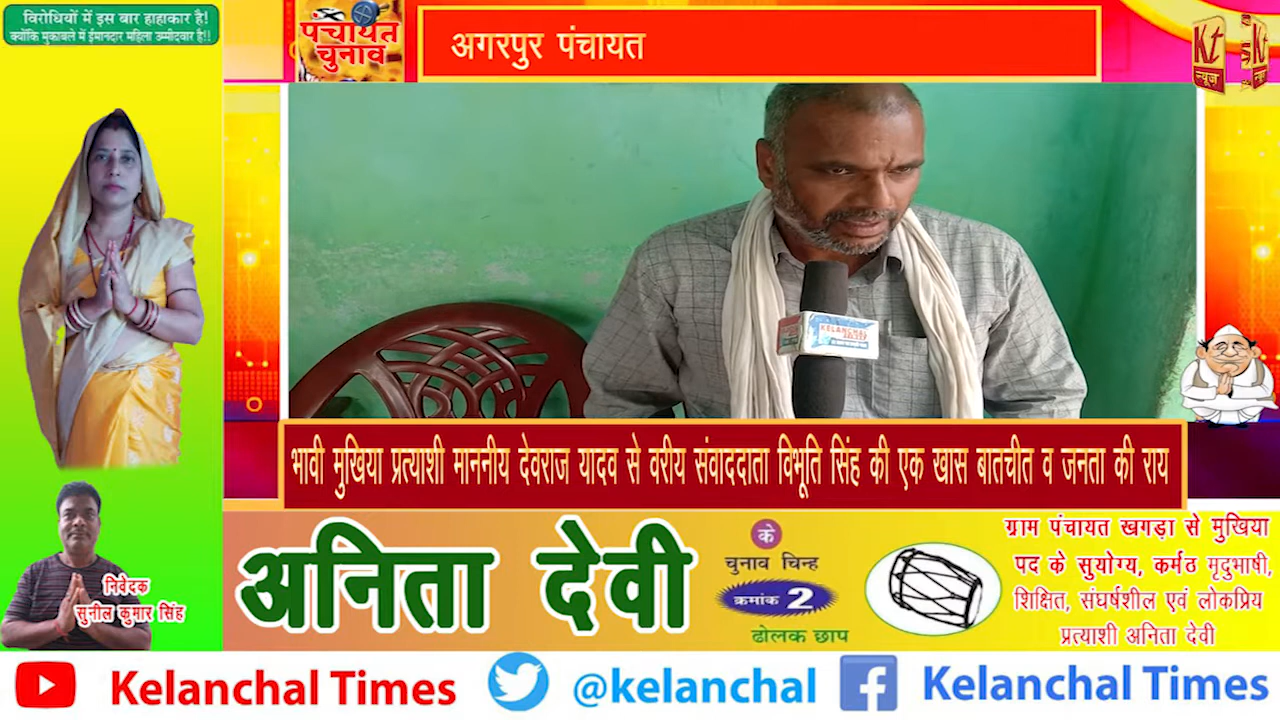 विरोधियों में इस बार हाहाकार है!
क्योंकि मुकाबले में ईमानदार महिला उम्मीदवार है!!
पंचायत
चुनाव
अगरपुर पंचायत
Kt
न्यूज़
KELANCHAL
भावी मुखिया प्रत्याशी माननीय देवराज यादव से वरीय संवाददाता विभूति सिंह की एक खास बातचीत व जनता की राय
निवेदक
सुनील कुमार सिंह
अनिता देवी
के
चुनाव चिन्ह
क्रमांक 2
ढोलक छाप
ग्राम पंचायत खगड़ा से मुखिया
पद के सुयोग्य, कर्मठ मृदुभाषी,
शिक्षित, संघर्षशील एवं लोकप्रिय
प्रत्याशी अनिता देवी
Kelanchal Times
@kelanchal
Kelanchal Times